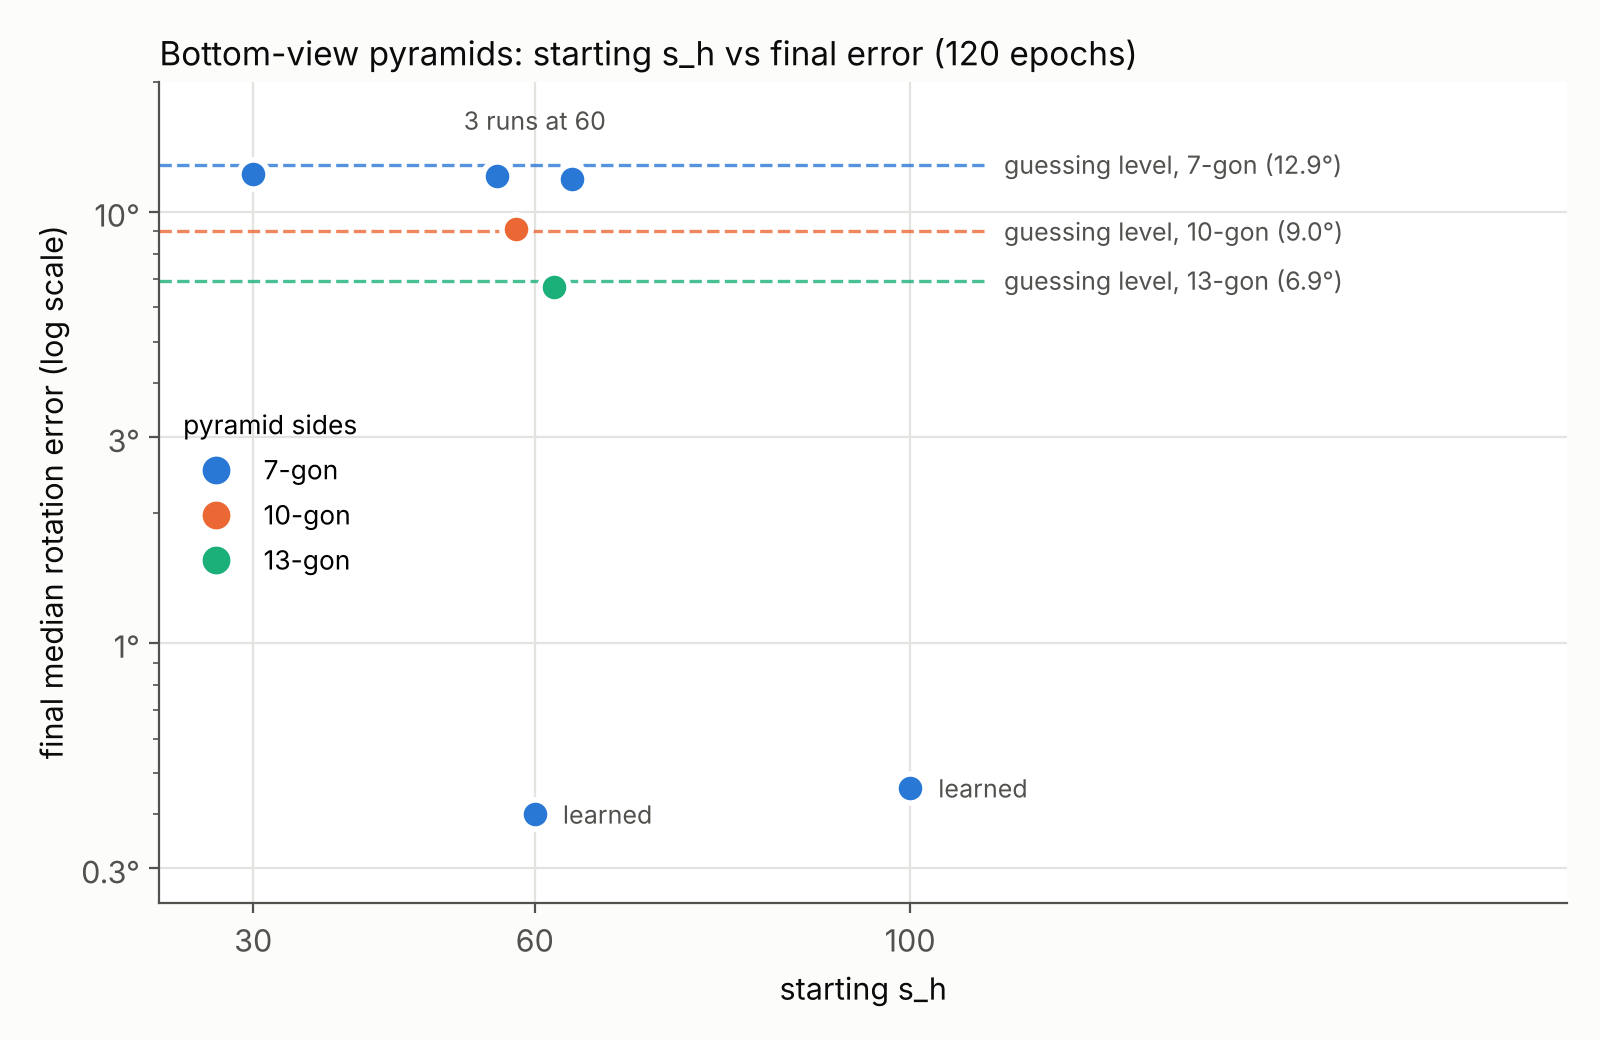 Bottom-view pyramids: starting s_h vs final error (120 epochs)
3 runs at 60
guessing level, 7-gon (12.9°)
10°
guessing level, 10-gon (9.0°)
guessing level, 13-gon (6.9°)
final median rotation error (log scale)
pyramid sides
3°
7-gon
10-gon
13-gon
1°
learned
learned
0.3°
30
60
100
starting s_h